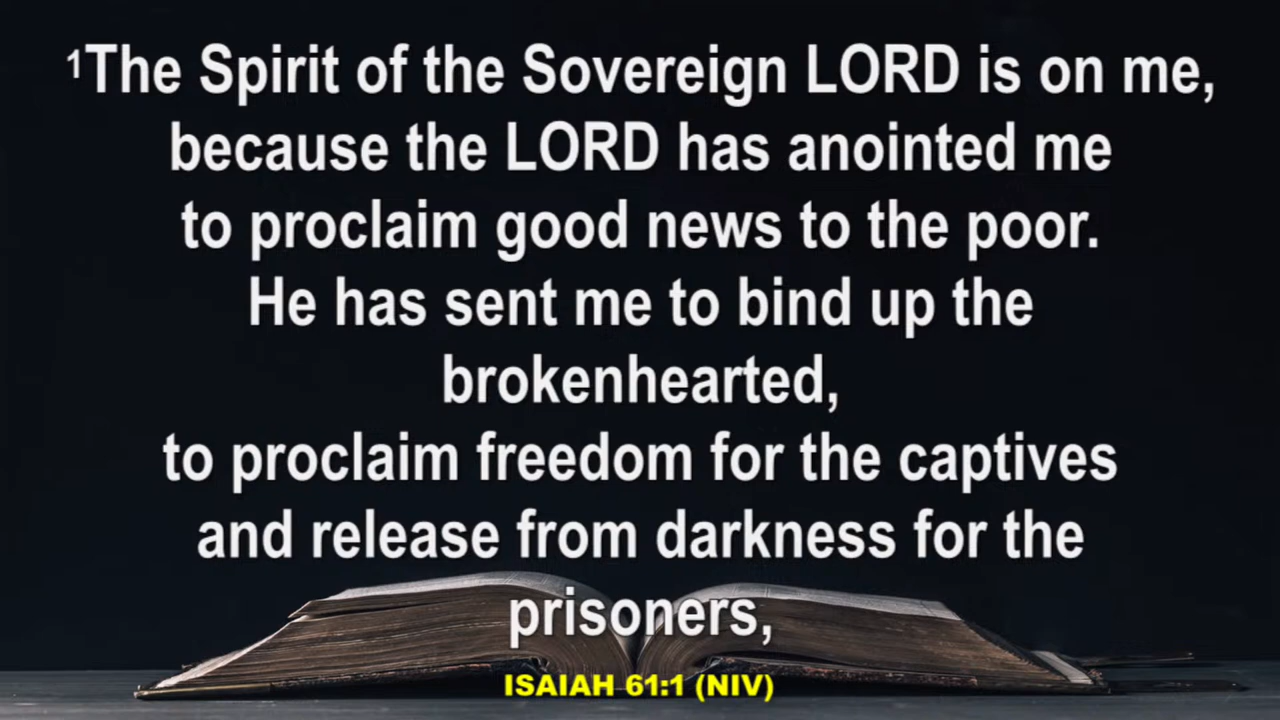 ¹The Spirit of the Sovereign LORD is on me,
because the LORD has anointed me
to proclaim good news to the poor.
He has sent me to bind up the
brokenhearted,
to proclaim freedom for the captives
and release from darkness for the
prisoners,
ISAIAH 61:1 (NIV)